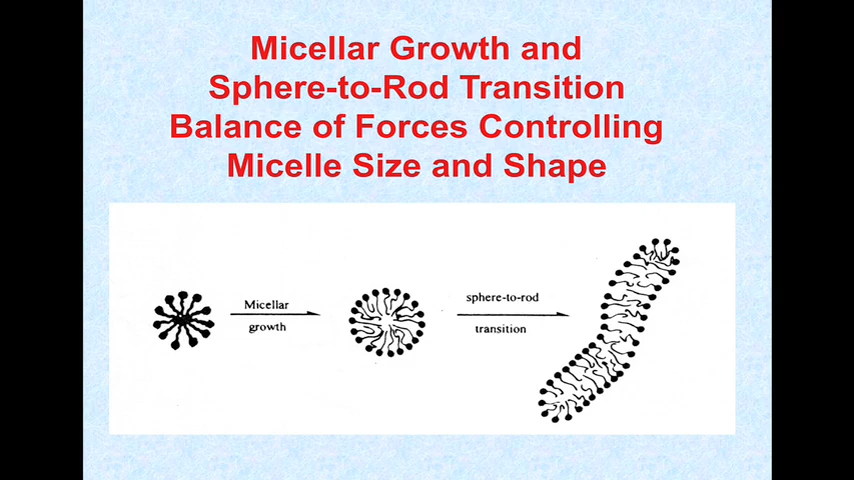 Micellar Growth and
Sphere-to-Rod Transition
Balance of Forces Controlling
Micelle Size and Shape
Micellar
growth
sphere-to-rod
transition